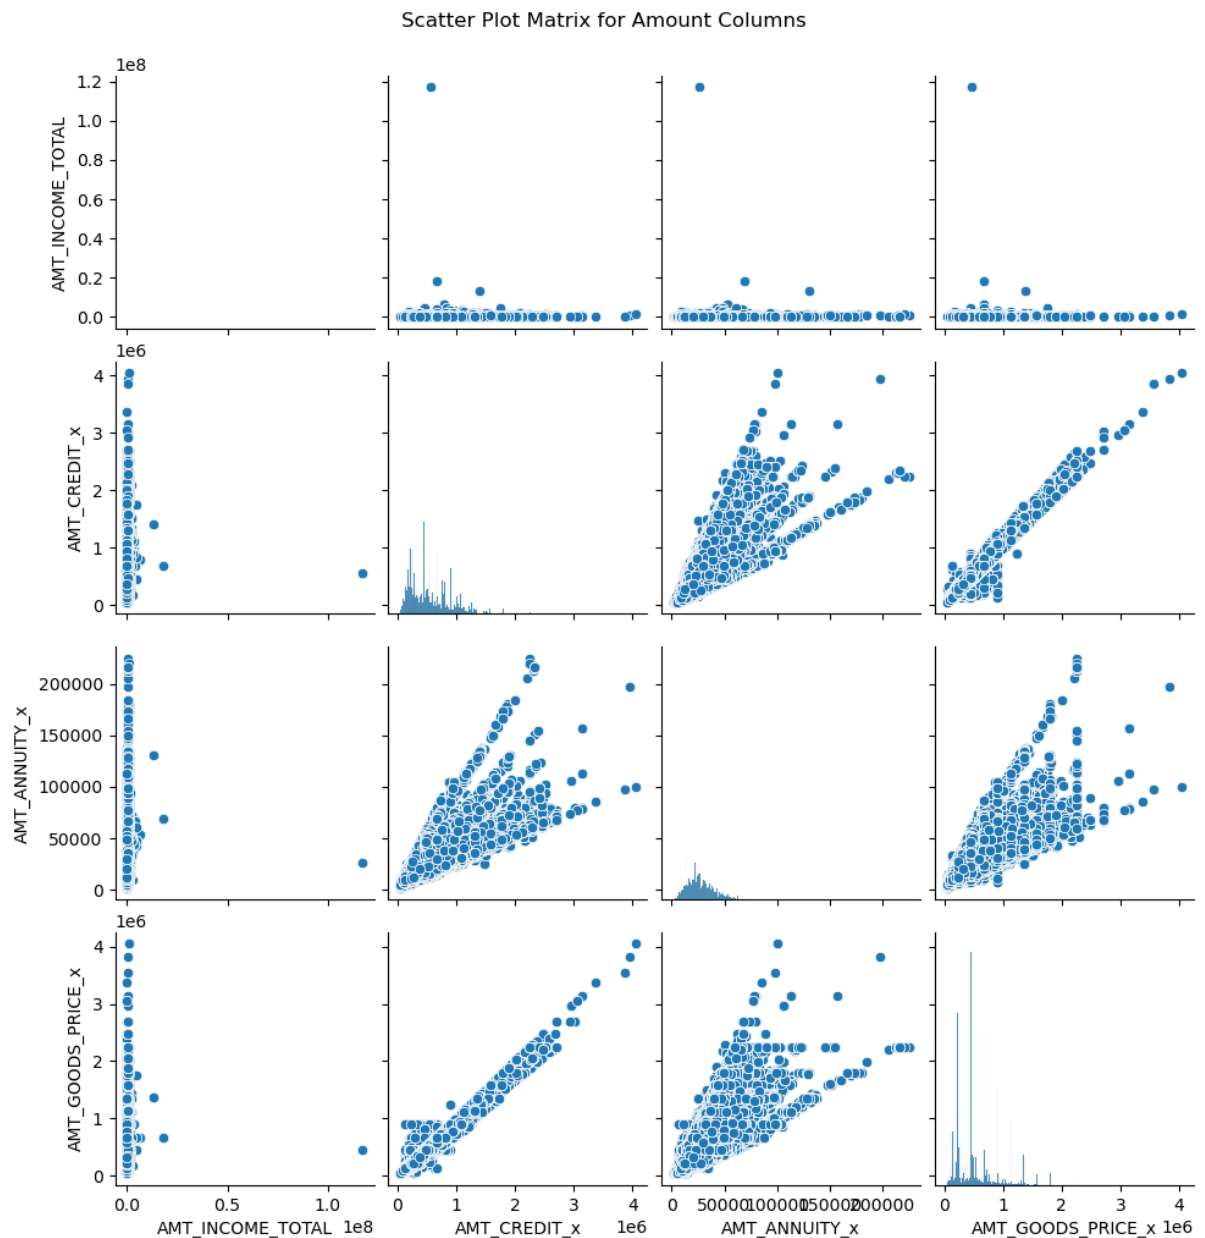 Scatter Plot Matrix for Amount Columns
1e8
1.2
1.0
0.8
0.6
0.4
0.2
0.0
AMT_INCOME_TOTAL
1e6
4
3
2
1
0
AMT_CREDIT_x
200000
150000
100000
50000
0
AMT_ANNUITY_x
1e6
4
3
2
1
0
AMT_GOODS_PRICE_x
0.0 0.5 1.0
AMT_INCOME_TOTAL 1e8
0 1 2 3 4
AMT_CREDIT_x 1e6
0 50000 100000 150000 200000
AMT_ANNUITY_x
0 1 2 3 4
AMT_GOODS_PRICE_x 1e6